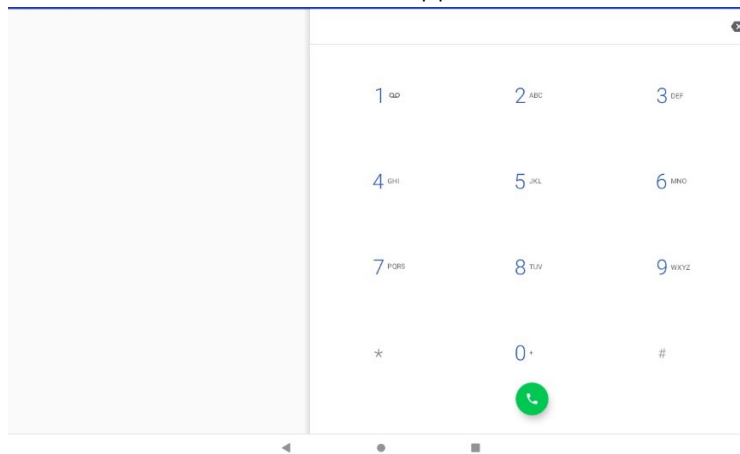 1
2 ABC
3 DEF
4 GHI
5 JKL
6 MNO
7 PQRS
8 TUV
9 WXYZ
*
0 +
#